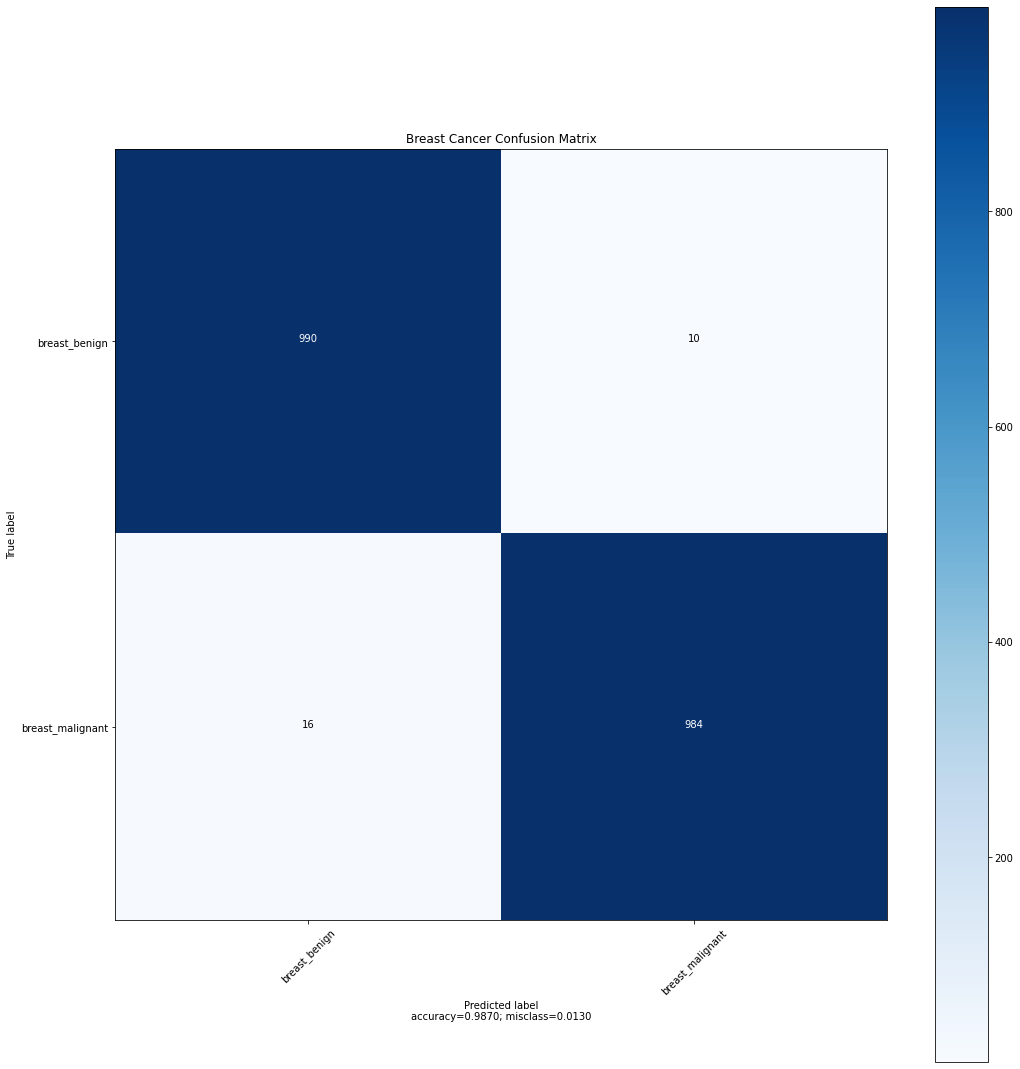 Breast Cancer Confusion Matrix
True label
breast_benign
990
10
breast_malignant
16
984
breast_benign
breast_malignant
Predicted label
accuracy=0.9870; misclass=0.0130
800
600
400
200